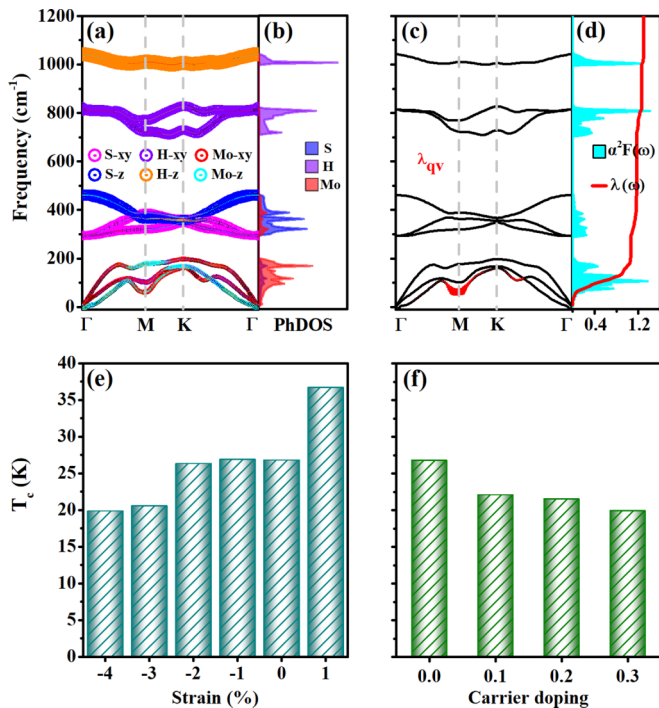 (a) (b) (c) (d)
1200
1000
800
600
400
200
0
Frequency (cm⁻¹)
S-xy H-xy Mo-xy
S-z H-z Mo-z
S
H
Mo
λqv
α²F(ω)
λ(ω)
Γ M K Γ PhDOS Γ M K Γ 0.4 1.2
(e) (f)
40
35
30
25
20
15
10
5
0
Tc (K)
-4 -3 -2 -1 0 1 0.0 0.1 0.2 0.3
Strain (%) Carrier doping